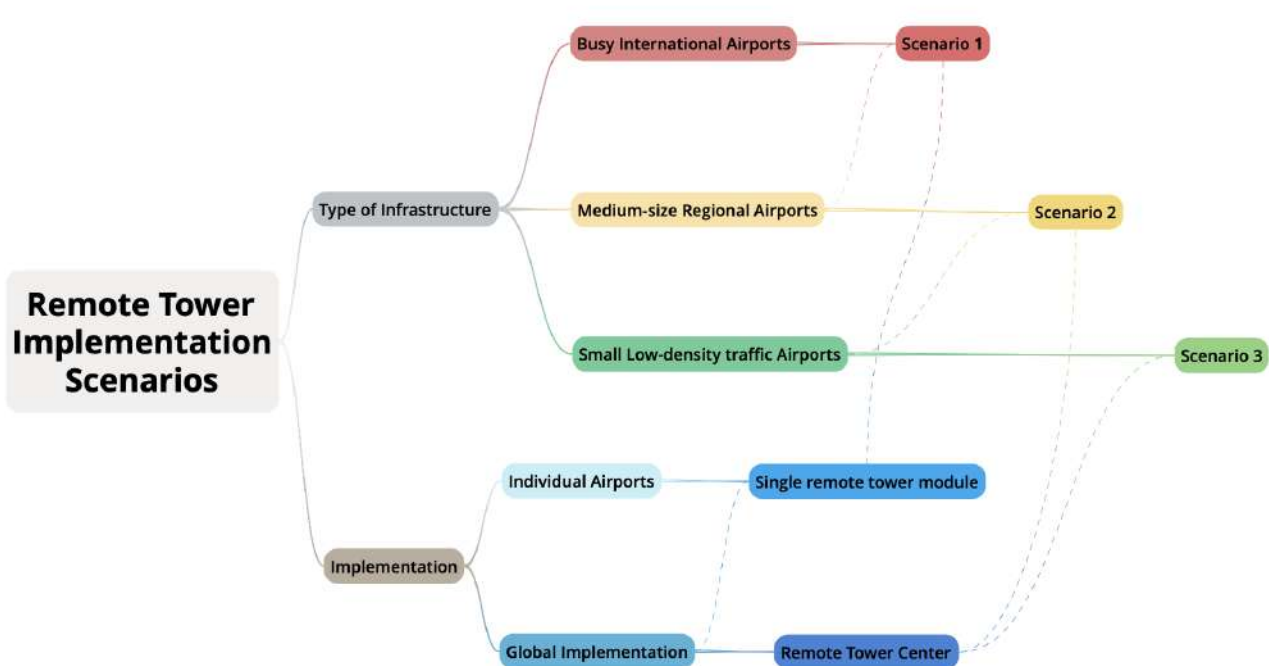 Busy International Airports
Scenario 1
Type of Infrastructure
Medium-size Regional Airports
Scenario 2
Remote Tower
Implementation
Scenarios
Small Low-density traffic Airports
Scenario 3
Individual Airports
Single remote tower module
Implementation
Global Implementation
Remote Tower Center